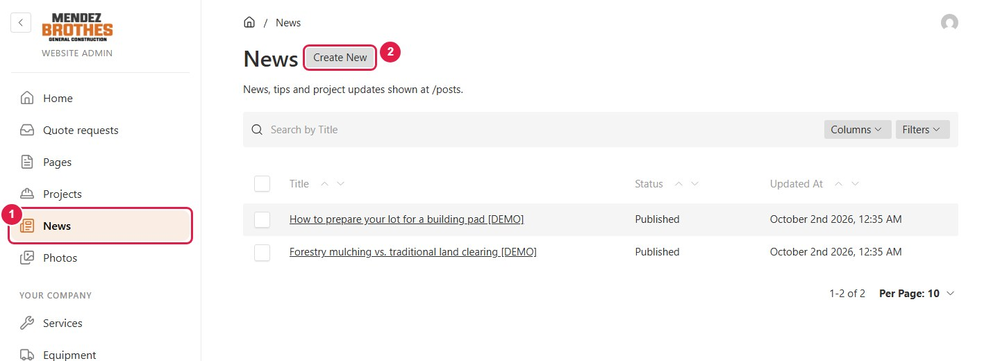 MENDEZ
BROTHES
GENERAL CONSTRUCTION
WEBSITE ADMIN
Home
Quote requests
Pages
Projects
1
News
Photos
YOUR COMPANY
Services
Equipment
/ News
News Create New 2
News, tips and project updates shown at /posts.
Search by Title Columns Filters
Title Status Updated At
How to prepare your lot for a building pad [DEMO] Published October 2nd 2026, 12:35 AM
Forestry mulching vs. traditional land clearing [DEMO] Published October 2nd 2026, 12:35 AM
1-2 of 2 Per Page: 10